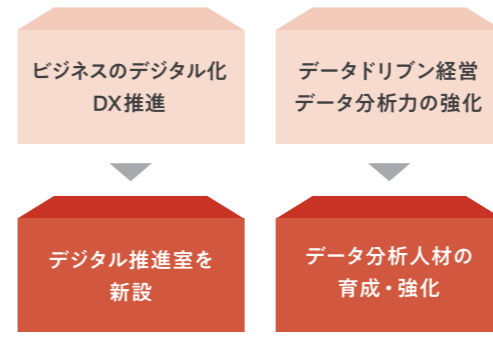 ビジネスのデジタル化
DX推進
データドリブン経営
データ分析力の強化
デジタル推進室を
新設
データ分析人材の
育成・強化